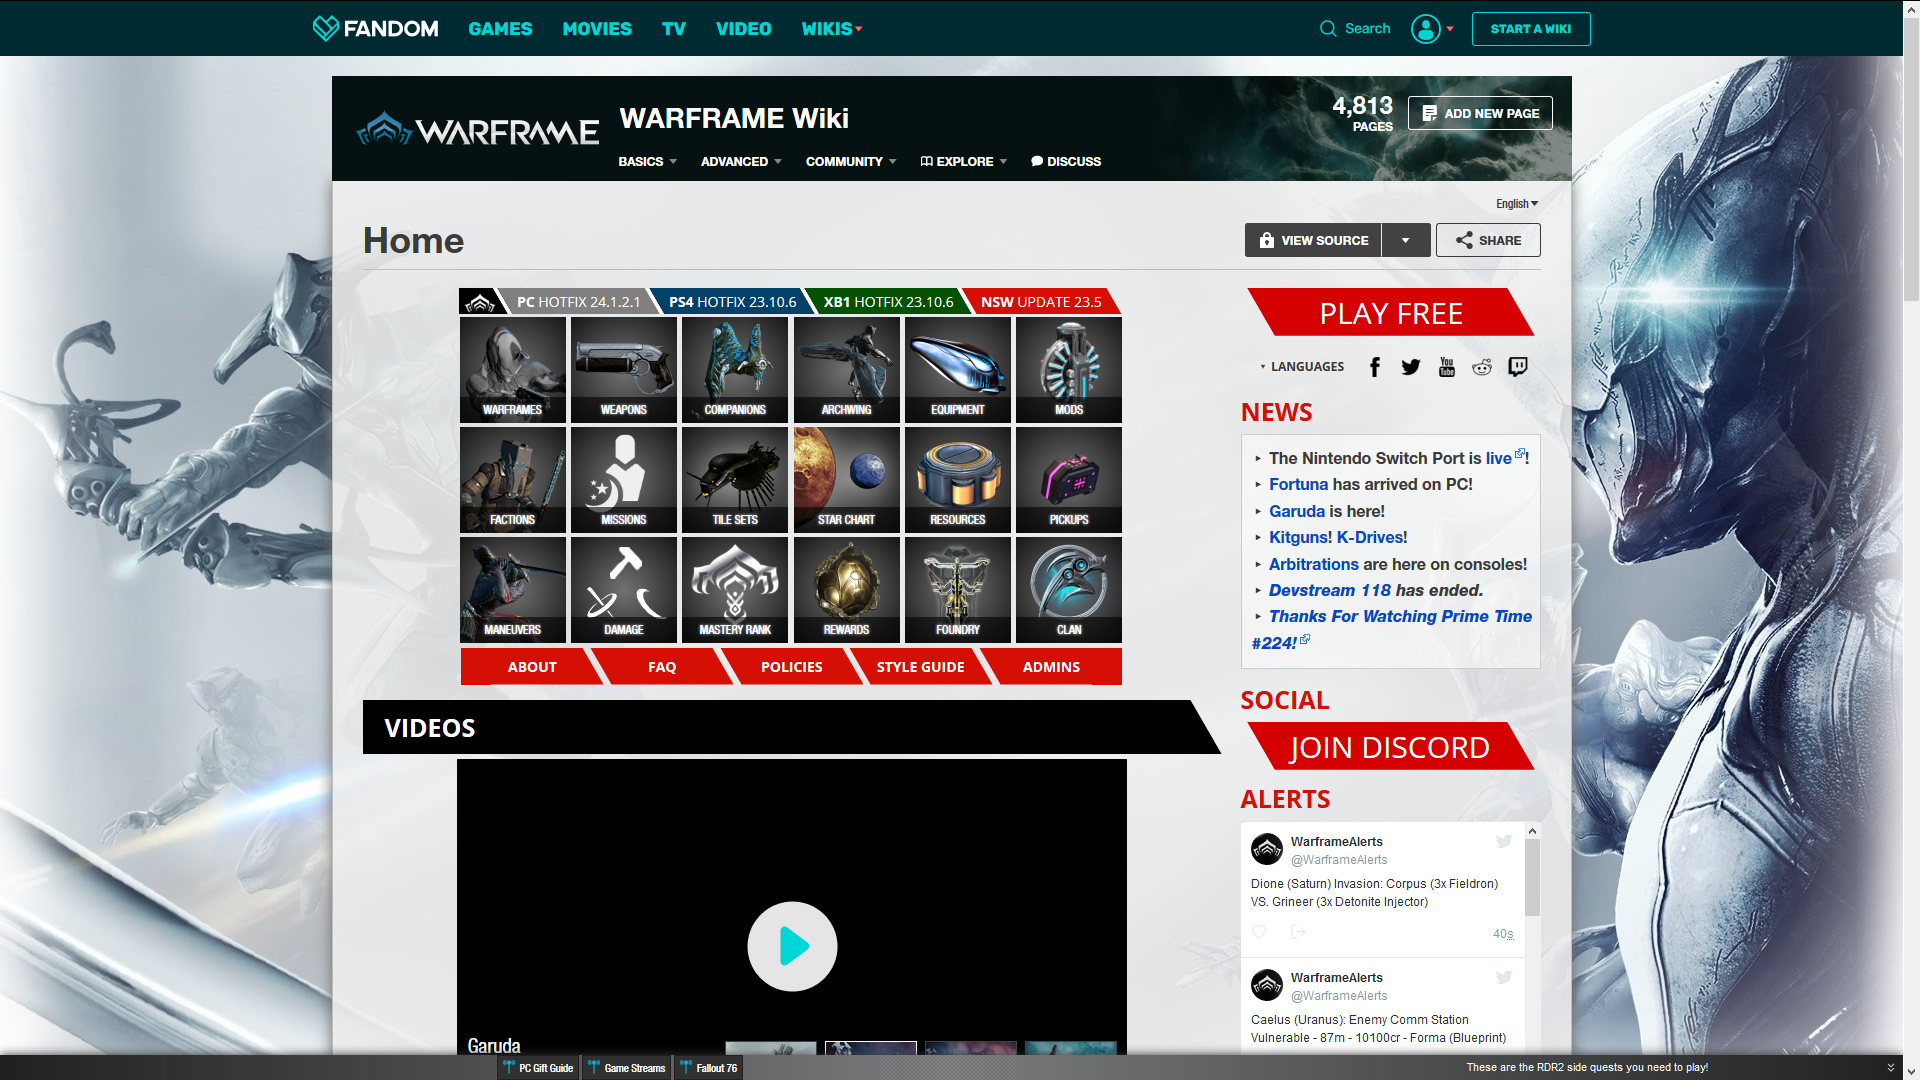 FANDOM GAMES MOVIES TV VIDEO WIKIS Search START A WIKI
WARFRAME
WARFRAME Wiki
4,813
PAGES
ADD NEW PAGE
BASICS ADVANCED COMMUNITY EXPLORE DISCUSS
English
Home
VIEW SOURCE SHARE
PC HOTFIX 24.1.2.1 PS4 HOTFIX 23.10.6 XB1 HOTFIX 23.10.6 NSW UPDATE 23.5
WARFRAMES WEAPONS COMPANIONS ARCHWING EQUIPMENT MODS
FACTIONS MISSIONS TILE SETS STAR CHART RESOURCES PICKUPS
MANEUVERS DAMAGE MASTERY RANK REWARDS FOUNDRY CLAN
ABOUT FAQ POLICIES STYLE GUIDE ADMINS
VIDEOS
Garuda
PLAY FREE
LANGUAGES You Tube
NEWS
The Nintendo Switch Port is live!
Fortuna has arrived on PC!
Garuda is here!
Kitguns! K-Drives!
Arbitrations are here on consoles!
Devstream 118 has ended.
Thanks For Watching Prime Time
#224!
SOCIAL
JOIN DISCORD
ALERTS
WarframeAlerts
@WarframeAlerts
Dione (Saturn) Invasion: Corpus (3x Fieldron)
VS. Grineer (3x Detonite Injector)
40s
WarframeAlerts
@WarframeAlerts
Caelus (Uranus): Enemy Comm Station
Vulnerable - 87m - 10100cr - Forma (Blueprint)
PC Gift Guide Game Streams Fallout 76 These are the RDR2 side quests you need to play!